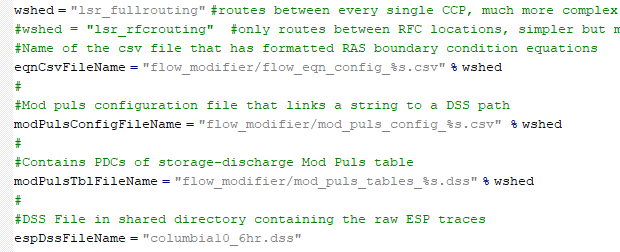 wshed = "lsr_fullrouting" #routes between every single CCP, much more complex
#wshed = "lsr_rfcrouting"  #only routes between RFC locations, simpler but
#Name of the csv file that has formatted RAS boundary condition equations
eqnCsvFileName = "flow_modifier/flow_eqn_config_%s.csv" % wshed
#
#Mod puls configuration file that links a string to a DSS path
modPulsConfigFileName = "flow_modifier/mod_puls_config_%s.csv" % wshed
#
#Contains PDCs of storage-discharge Mod Puls table
modPulsTblFileName = "flow_modifier/mod_puls_tables_%s.dss" % wshed
#
#DSS File in shared directory containing the raw ESP traces
espDssFileName = "columbia10_6hr.dss"